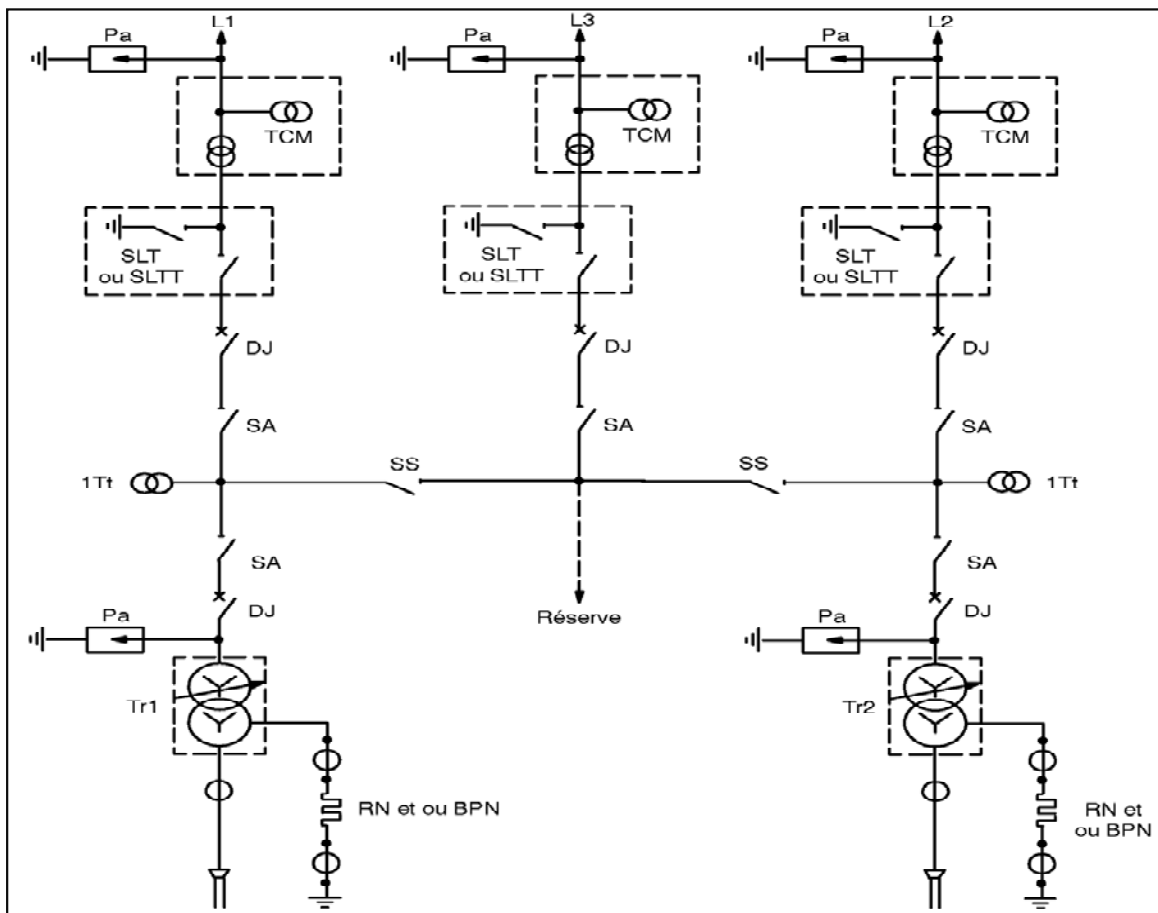 L1
L3
L2
Pa
Pa
Pa
TCM
TCM
TCM
SLT
ou SLTT
SLT
ou SLTT
SLT
ou SLTT
DJ
DJ
DJ
SA
SA
SA
1Tt
SS
SS
1Tt
SA
SA
DJ
Réserve
DJ
Pa
Pa
Tr1
Tr2
RN et ou BPN
RN et
ou BPN